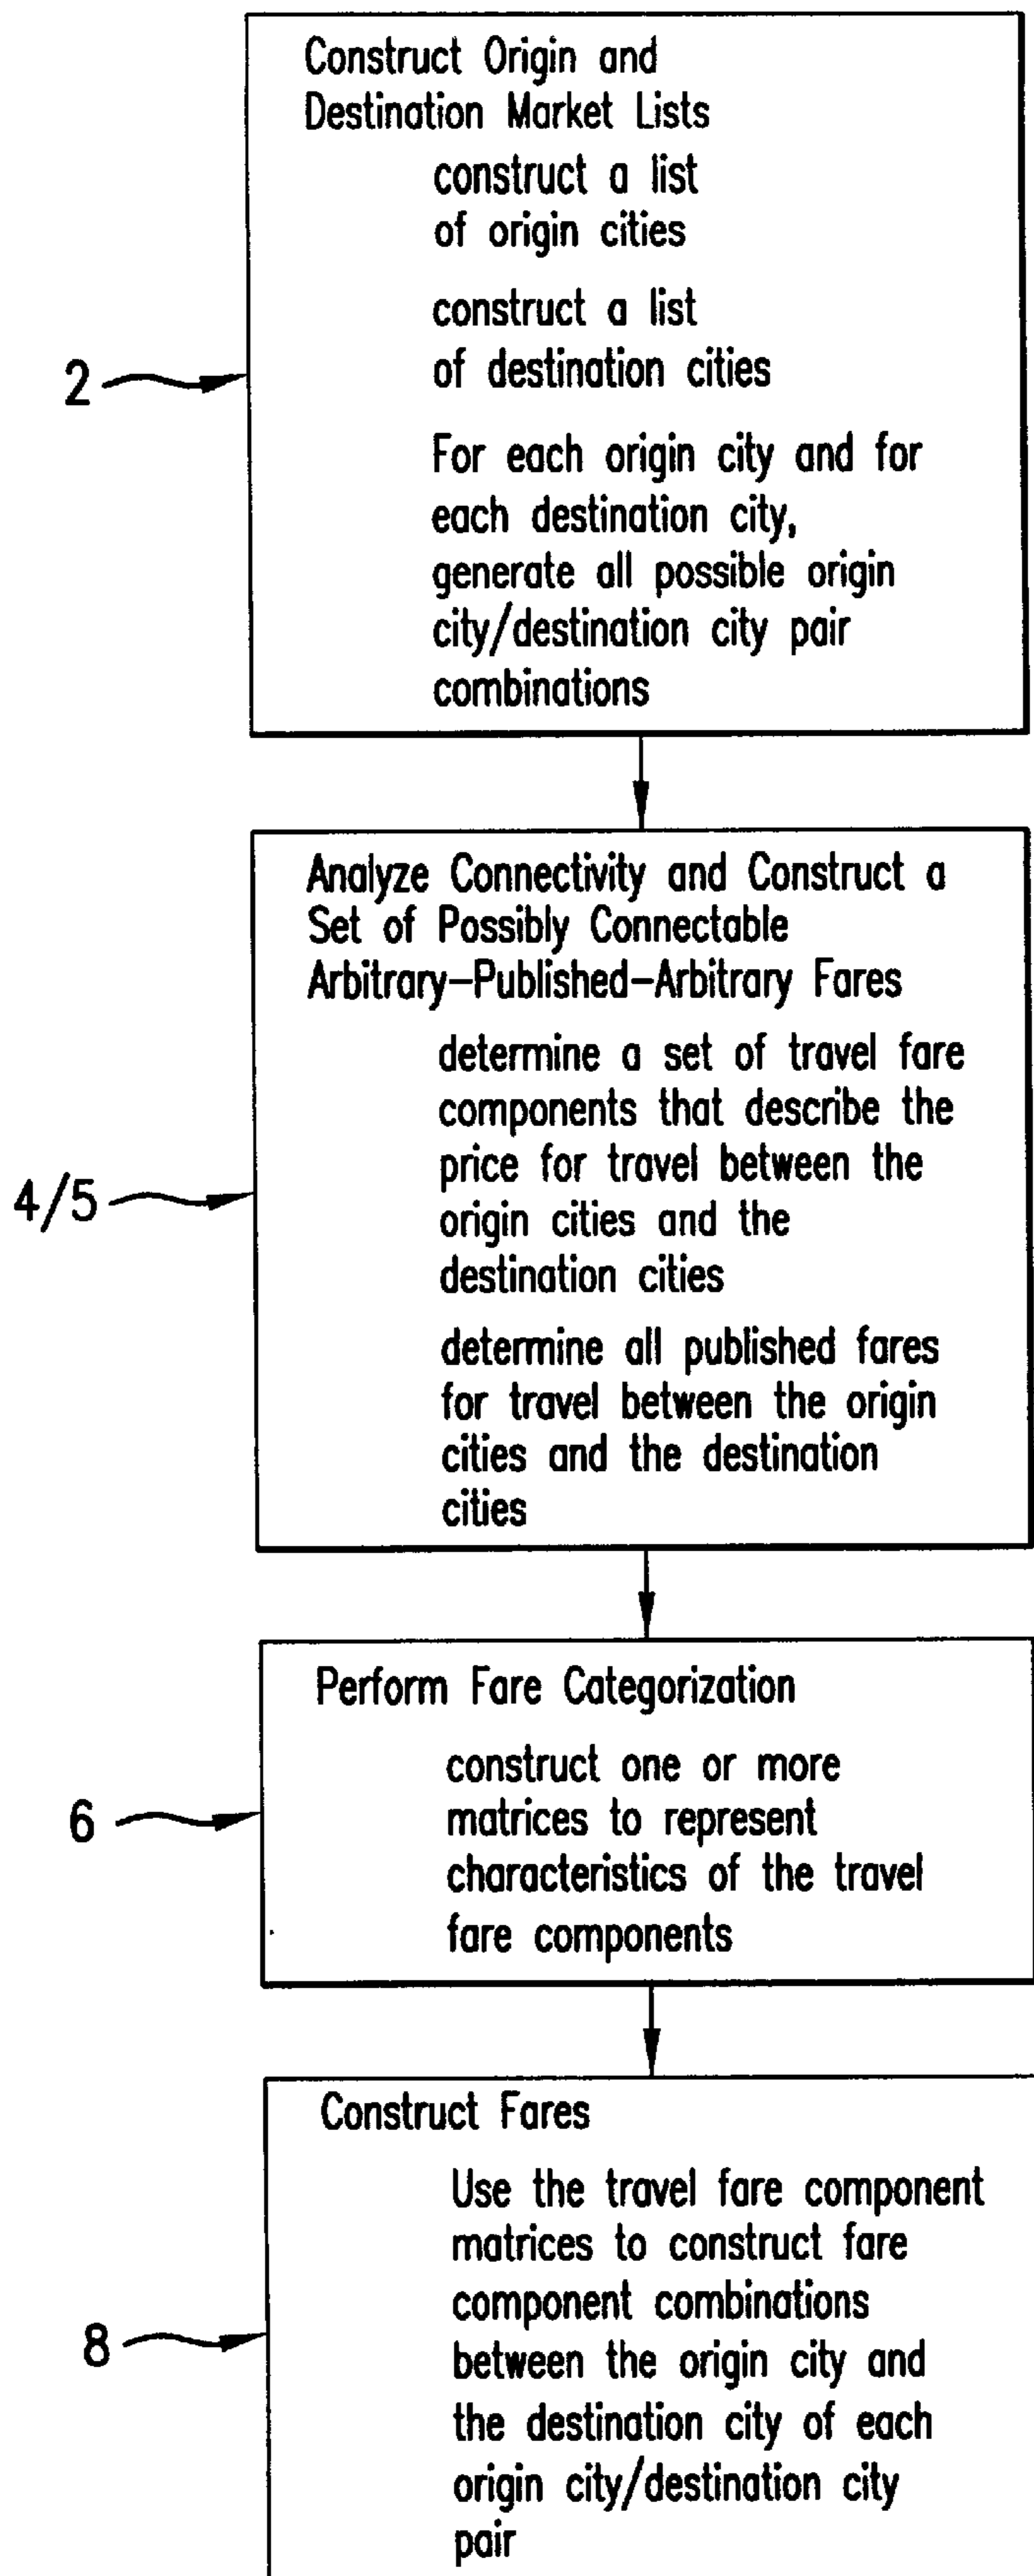 Construct Origin and
Destination Market Lists
construct a list
of origin cities
construct a list
of destination cities
For each origin city and for
each destination city,
generate all possible origin
city/destination city pair
combinations
2
Analyze Connectivity and Construct a
Set of Possibly Connectable
Arbitrary-Published-Arbitrary Fares
determine a set of travel fare
components that describe the
price for travel between the
origin cities and the
destination cities
determine all published fares
for travel between the origin
cities and the destination
cities
4/5
Perform Fare Categorization
construct one or more
matrices to represent
characteristics of the travel
fare components
6
Construct Fares
Use the travel fare component
matrices to construct fare
component combinations
between the origin city and
the destination city of each
origin city/destination city
pair
8